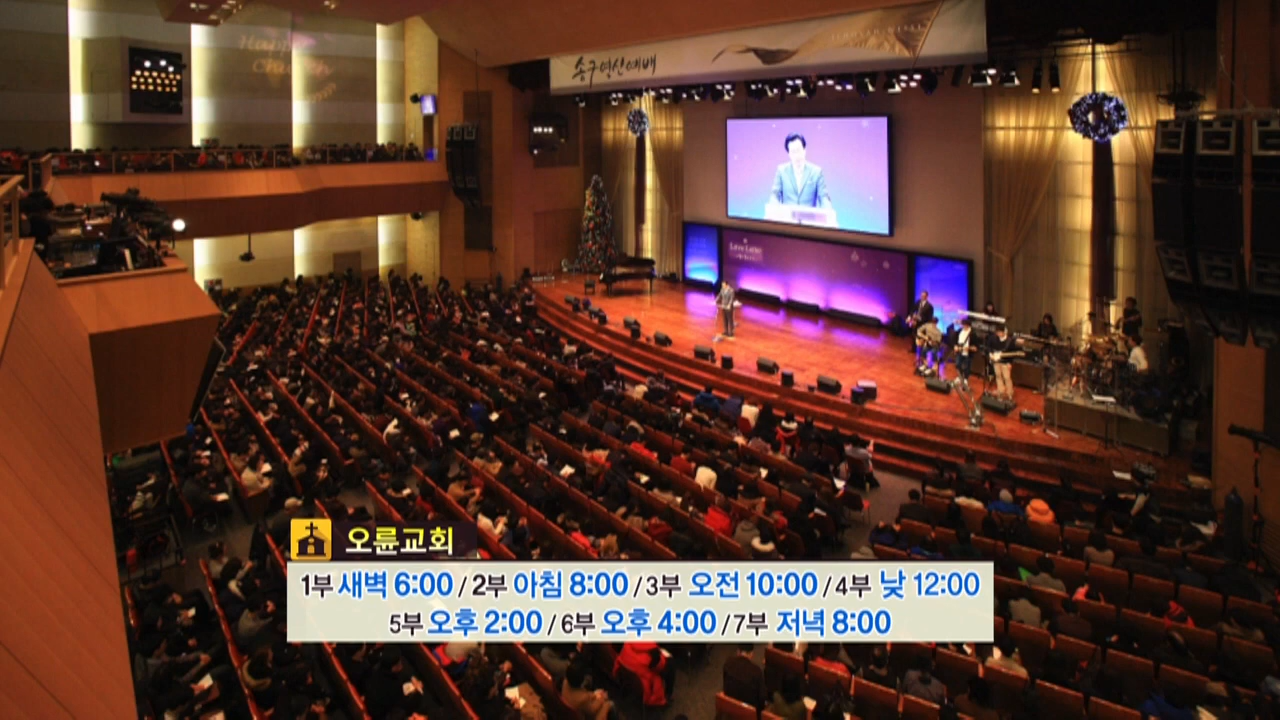 송구영신예배
오륜교회
1부 새벽 6:00 / 2부 아침 8:00 / 3부 오전 10:00 / 4부 낮 12:00
5부 오후 2:00 / 6부 오후 4:00 / 7부 저녁 8:00